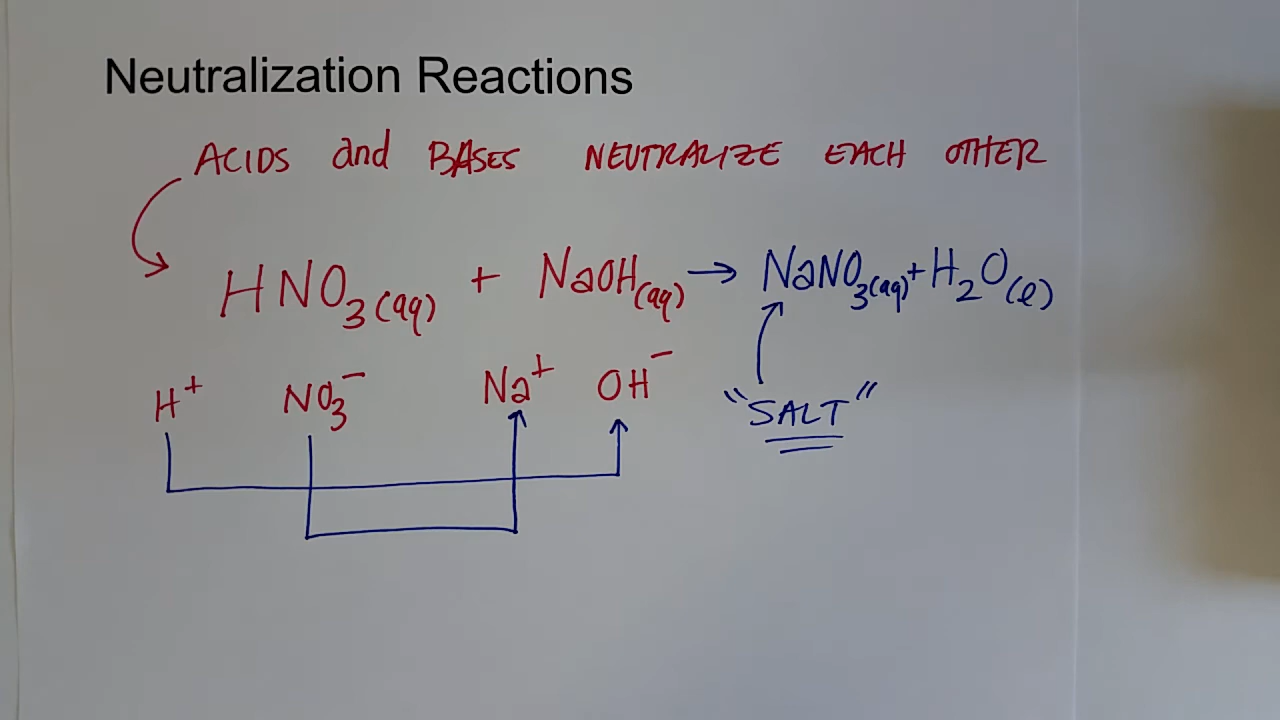 Neutralization Reactions
ACIDS and BASES NEUTRALIZE EACH OTHER
HNO₃(aq) + NaOH(aq) → NaNO₃(aq) + H₂O(l)
H⁺ NO₃⁻ Na⁺ OH⁻
"SALT"